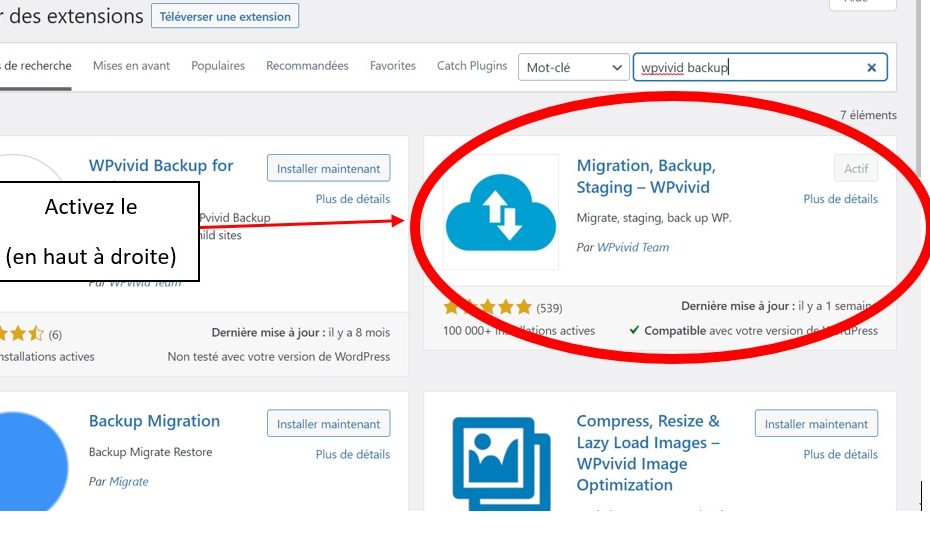 r des extensions
Téléverser une extension
s de recherche
Mises en avant
Populaires
Recommandées
Favorites
Catch Plugins
Mot-clé
wpvivid backup
7 éléments
WPvivid Backup for
Installer maintenant
Plus de détails
Pvivid Backup
hild sites
Par WPvivid Team
(6)
Dernière mise à jour : il y a 8 mois
nstallations actives
Non testé avec votre version de WordPress
Activez le
(en haut à droite)
Migration, Backup,
Staging – WPvivid
Actif
Plus de détails
Migrate, staging, back up WP.
Par WPvivid Team
(539)
Dernière mise à jour : il y a 1 semaine
100 000+ installations actives
Compatible avec votre version de WordPress
Backup Migration
Installer maintenant
Plus de détails
Backup Migrate Restore
Par Migrate
Compress, Resize &
Lazy Load Images –
WPvivid Image
Optimization
Installer maintenant
Plus de détails